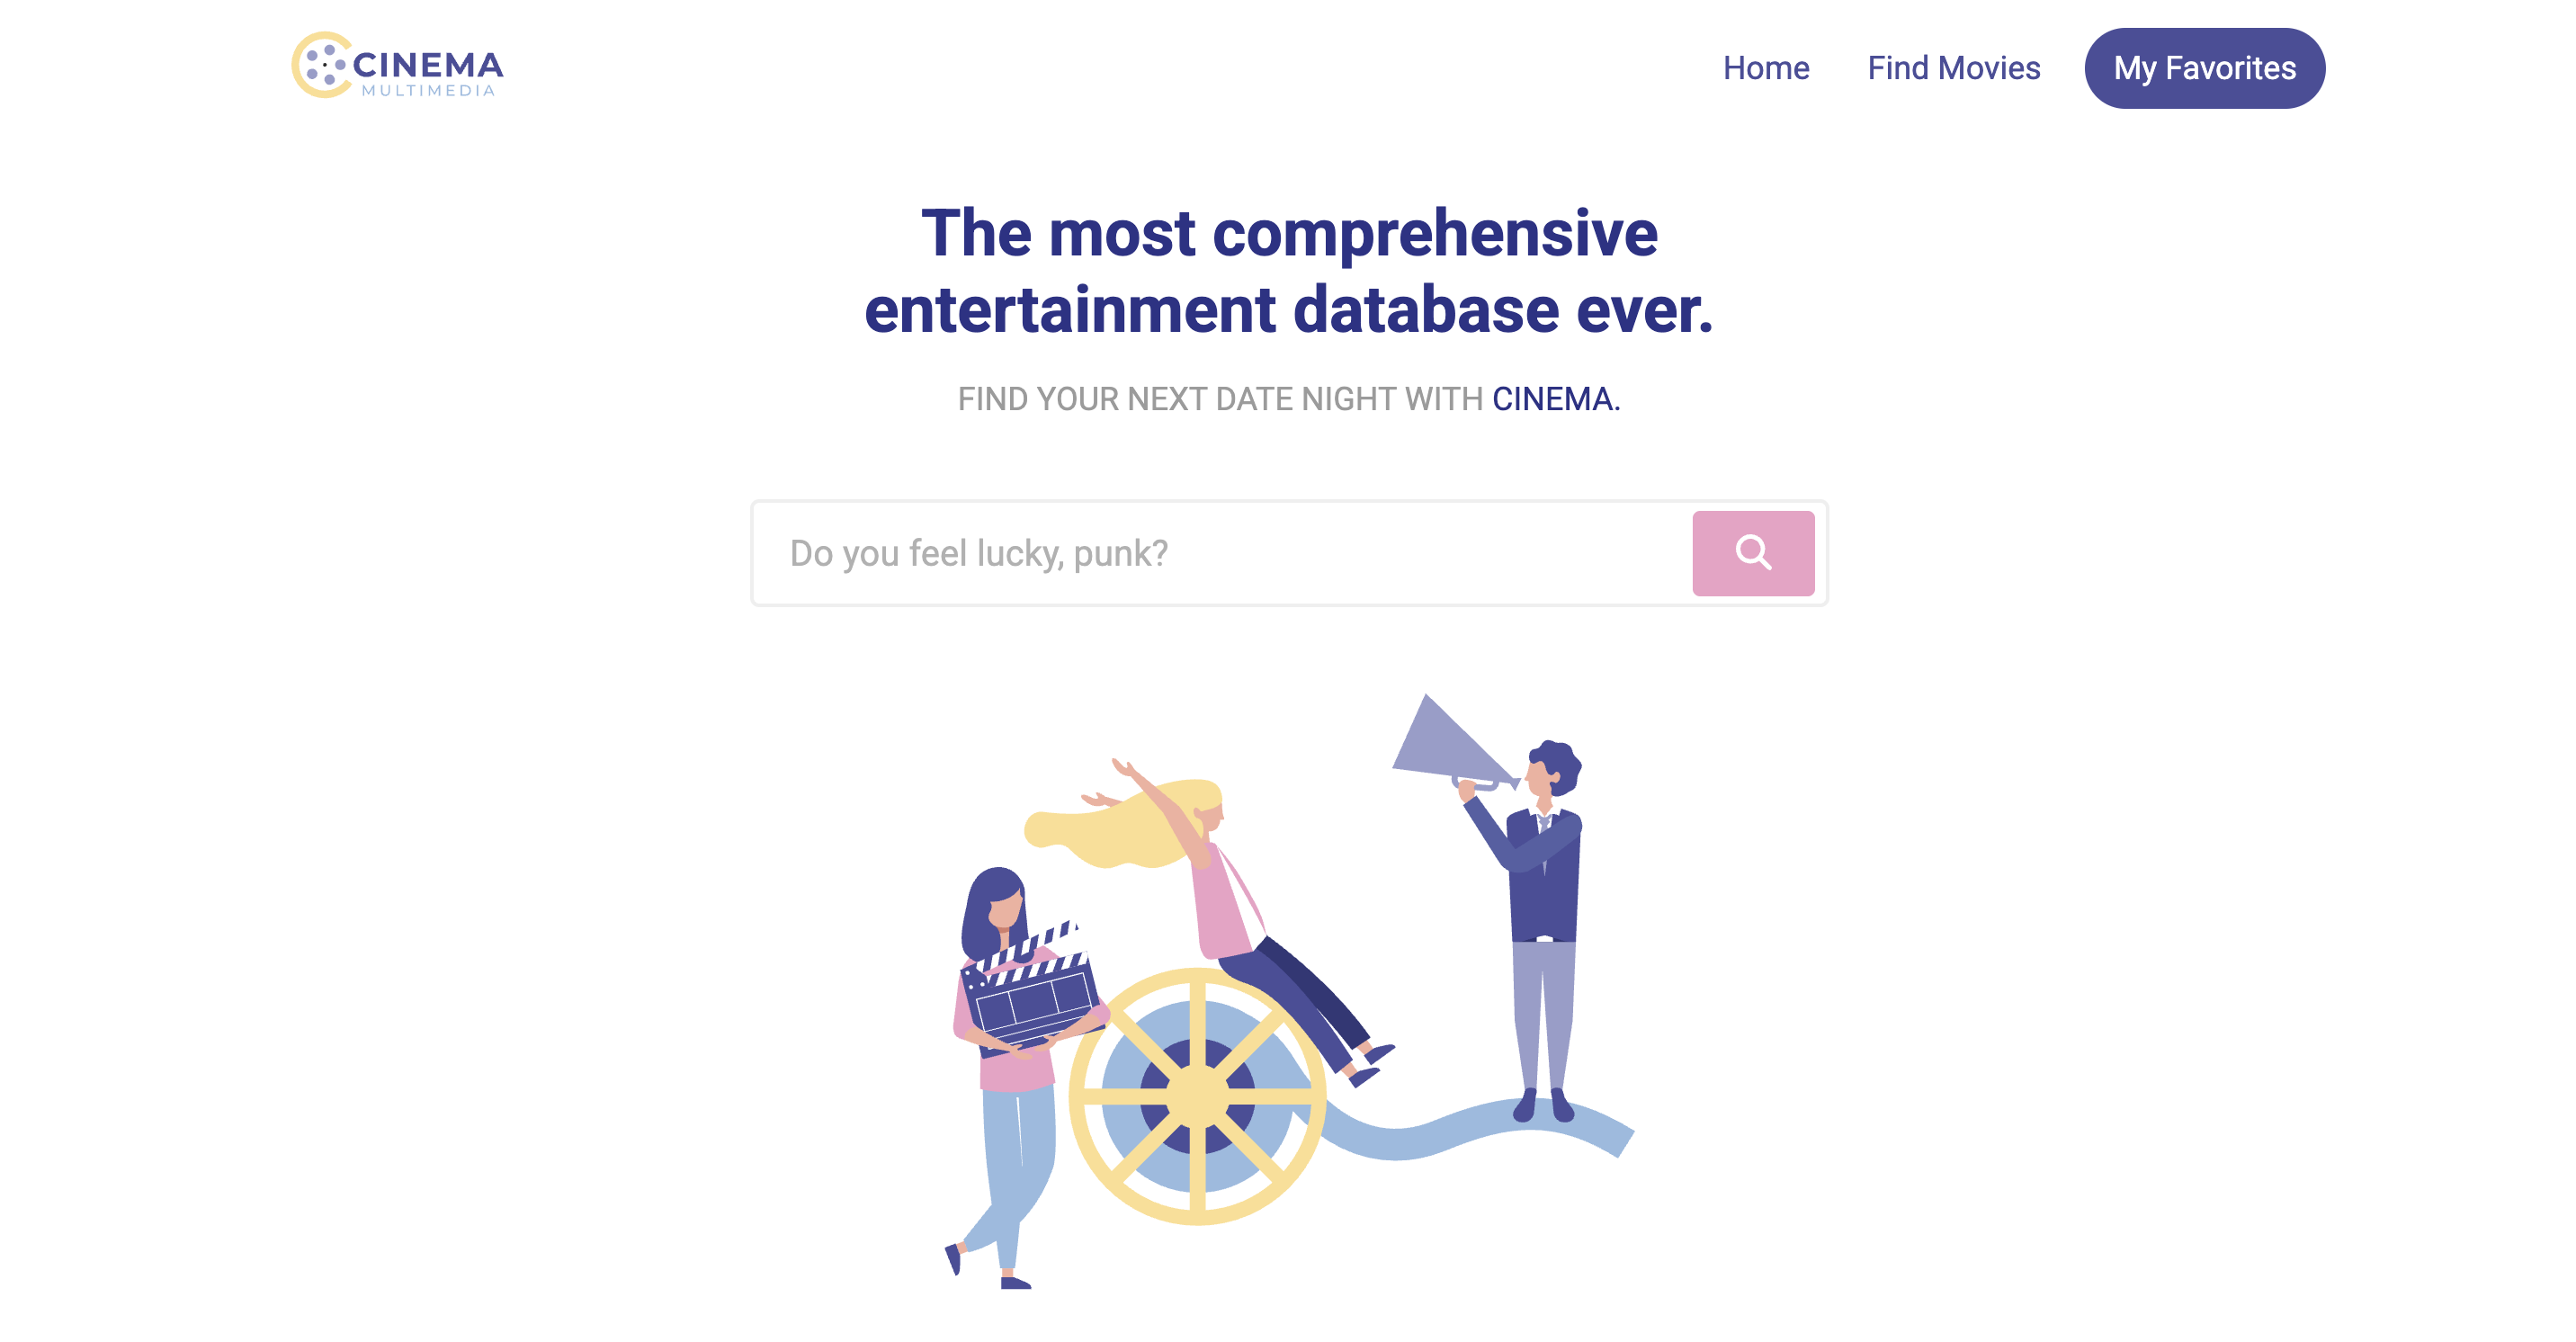 CINEMA
MULTIMEDIA
Home
Find Movies
My Favorites
The most comprehensive
entertainment database ever.
FIND YOUR NEXT DATE NIGHT WITH CINEMA.
Do you feel lucky, punk?